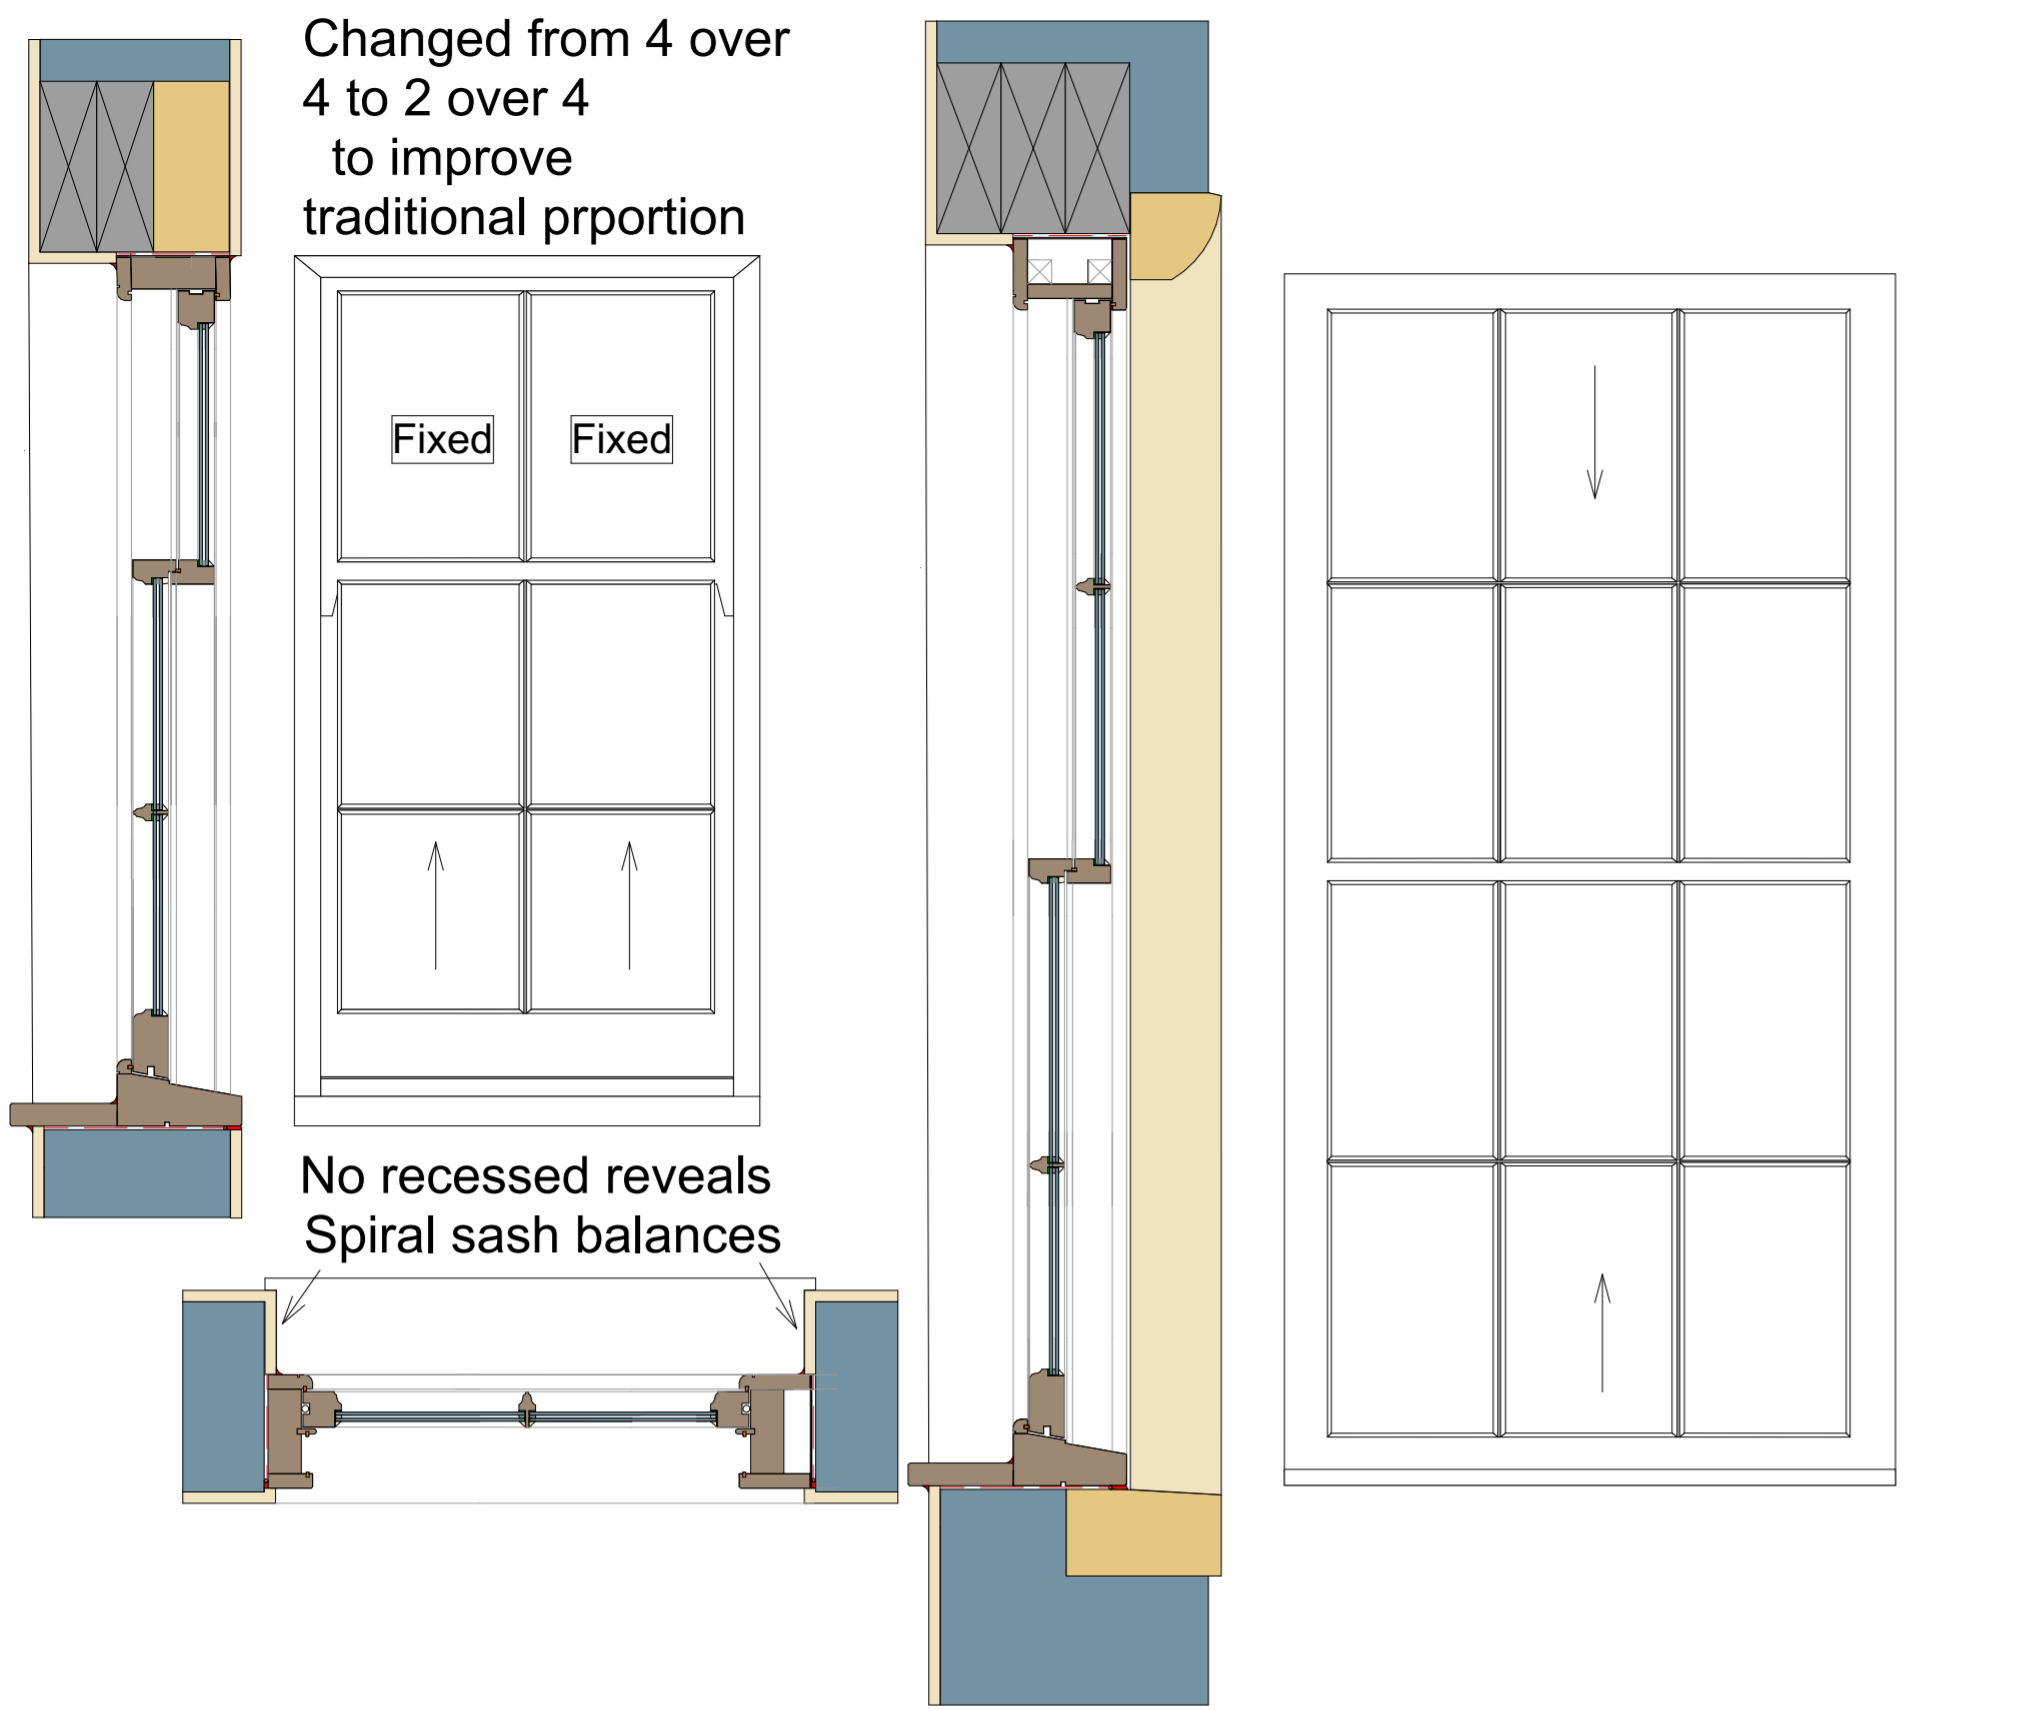 Changed from 4 over
4 to 2 over 4
to improve
traditional prportion
Fixed Fixed
No recessed reveals
Spiral sash balances